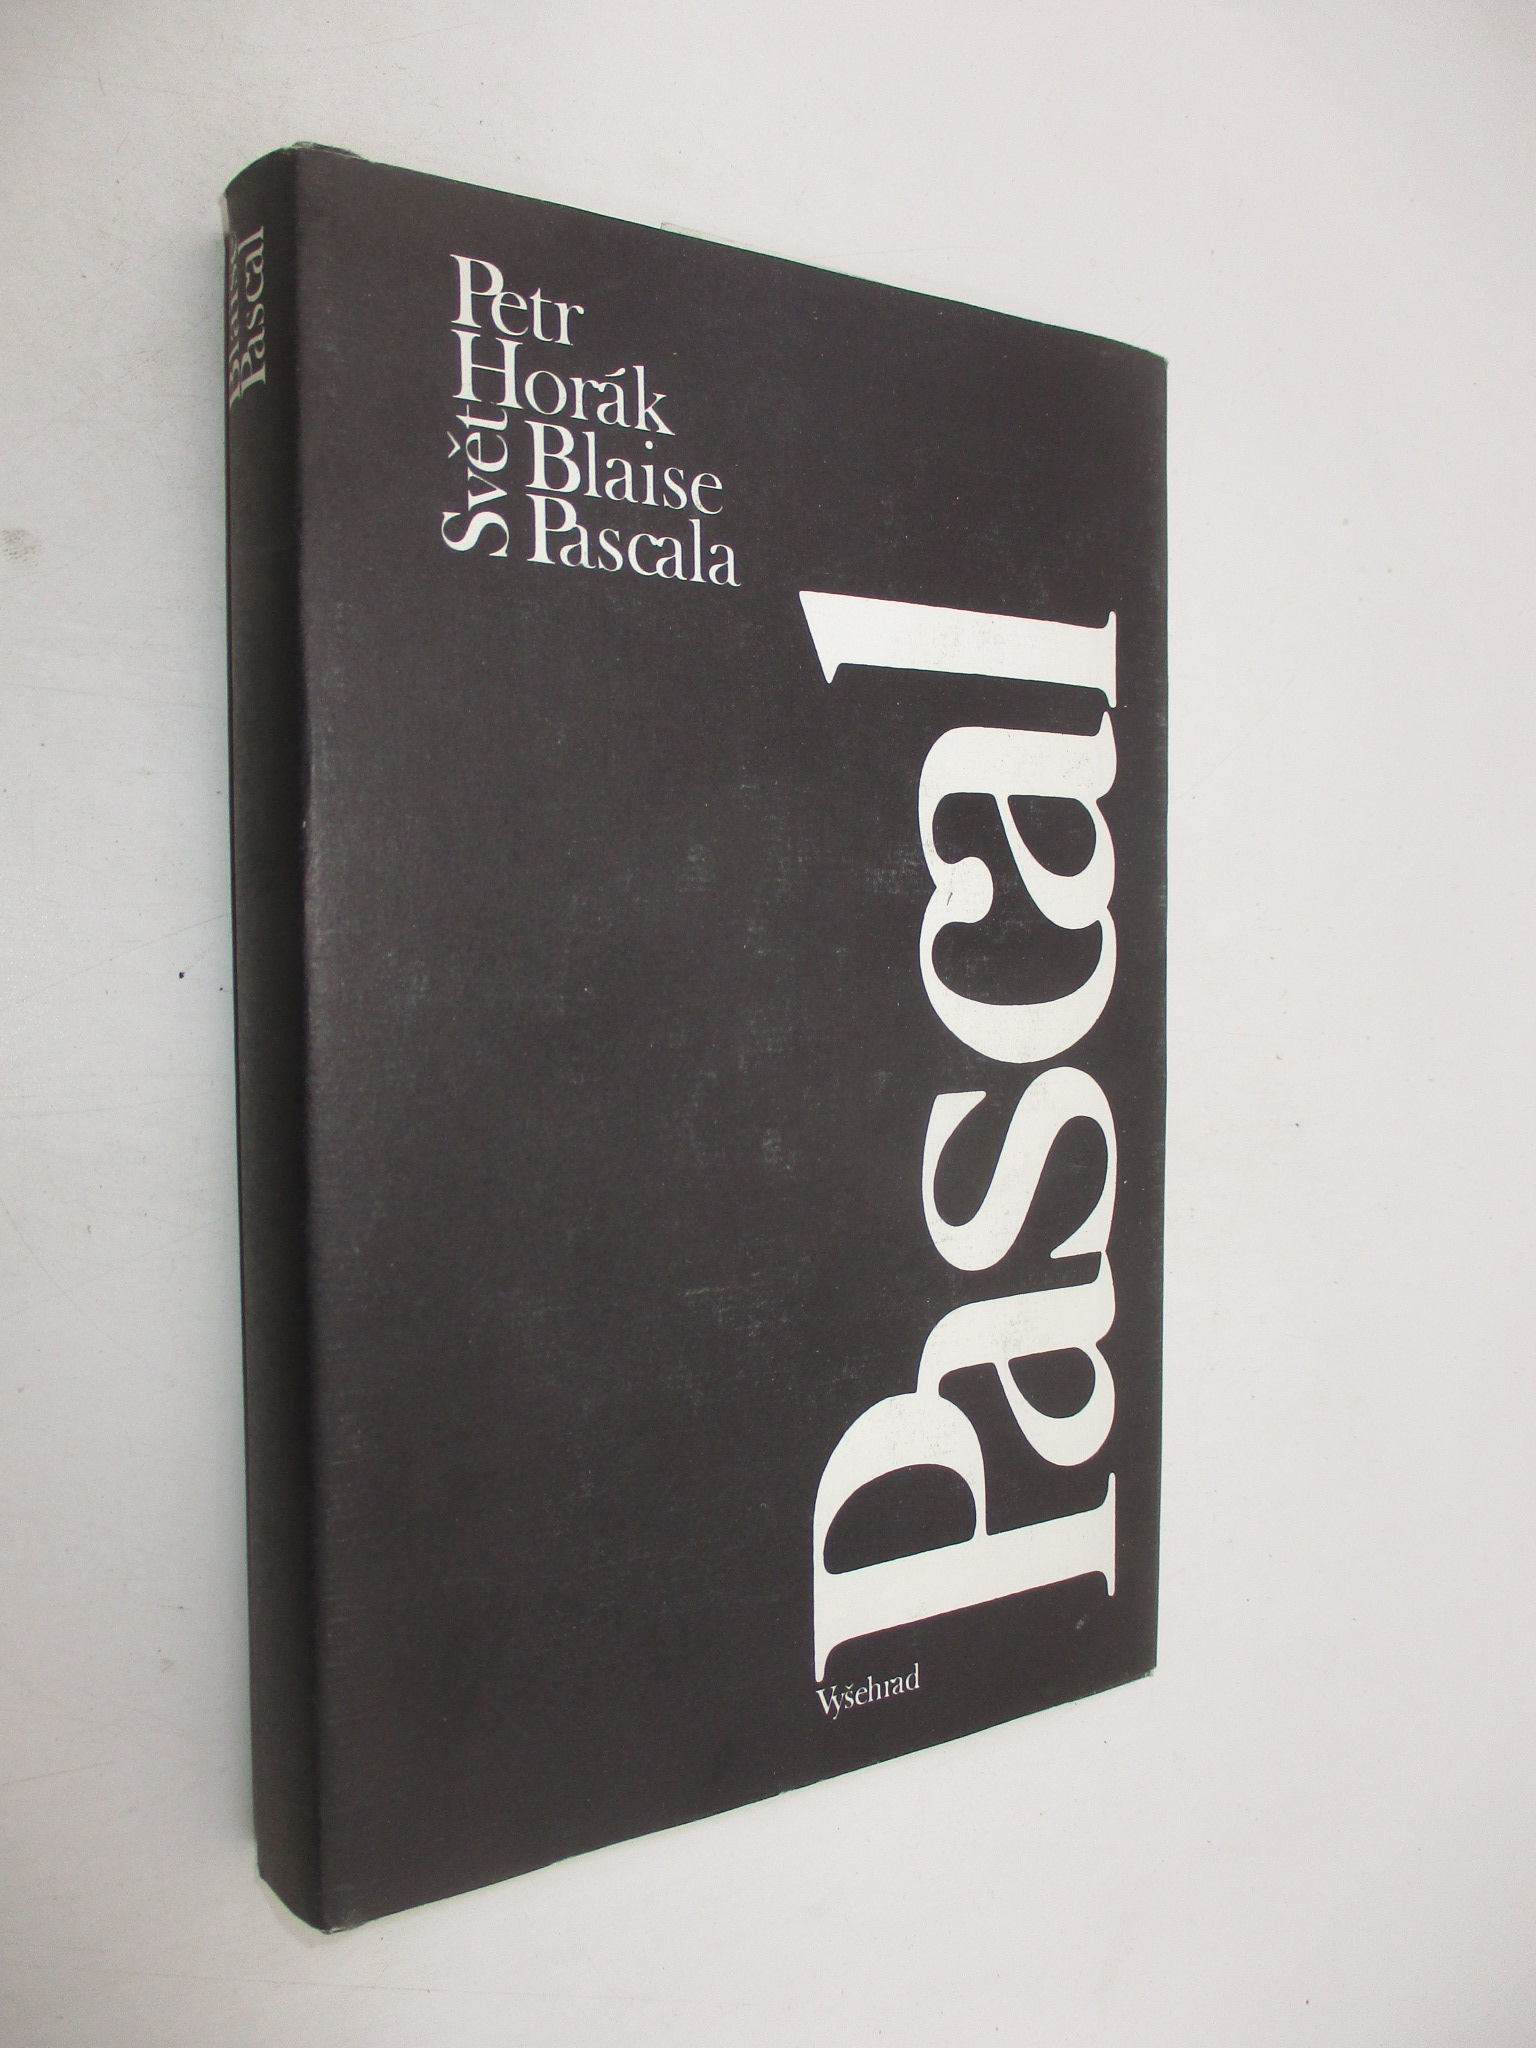 Blaise
Pascal
Petr
Horák
Svět
Blaise
Pascala
Pascal
Vyšehrad